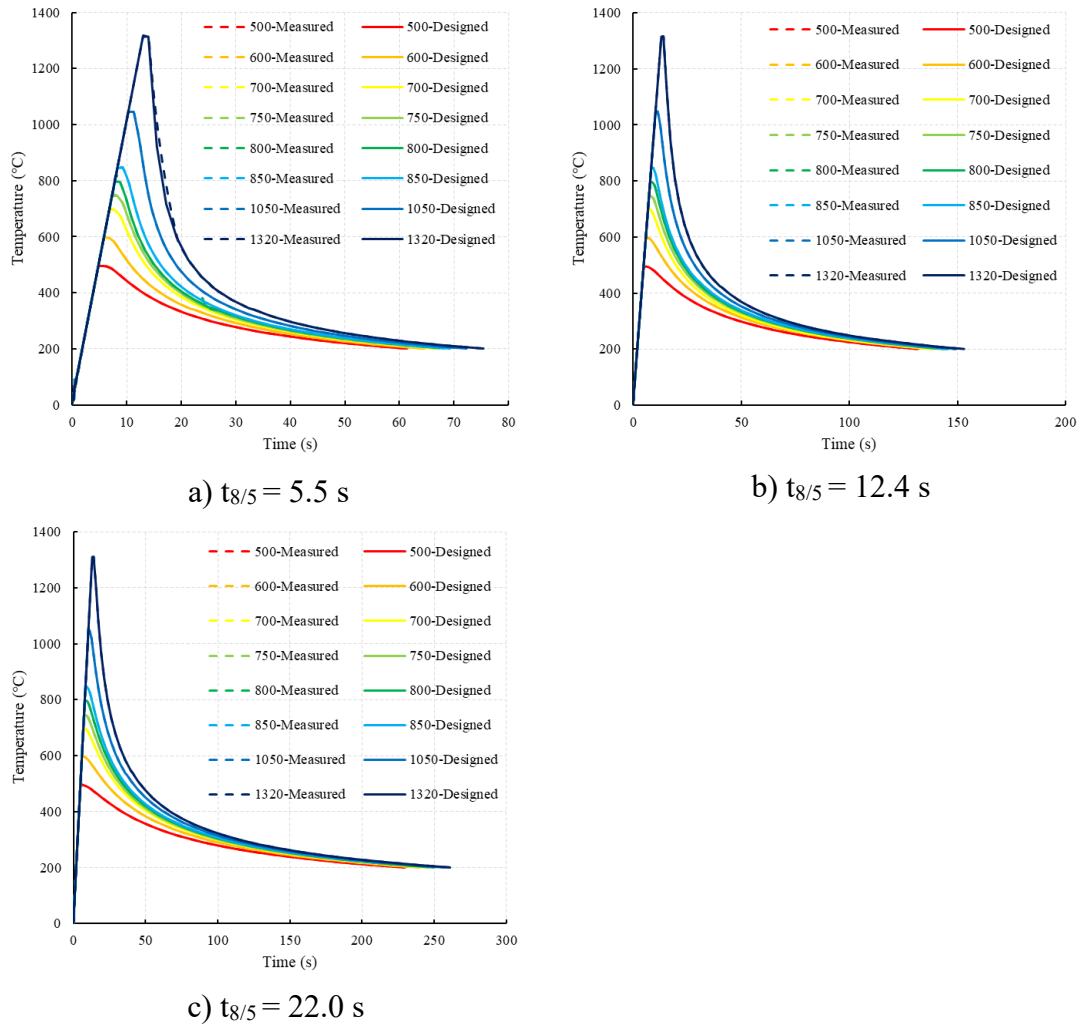 1400
1200
1000
800
600
400
200
0
Temperature (°C)
500-Measured 500-Designed
600-Measured 600-Designed
700-Measured 700-Designed
750-Measured 750-Designed
800-Measured 800-Designed
850-Measured 850-Designed
1050-Measured 1050-Designed
1320-Measured 1320-Designed
0 10 20 30 40 50 60 70 80
Time (s)
a) t8/5 = 5.5 s
1400
1200
1000
800
600
400
200
0
Temperature (°C)
500-Measured 500-Designed
600-Measured 600-Designed
700-Measured 700-Designed
750-Measured 750-Designed
800-Measured 800-Designed
850-Measured 850-Designed
1050-Measured 1050-Designed
1320-Measured 1320-Designed
0 50 100 150 200
Time (s)
b) t8/5 = 12.4 s
1400
1200
1000
800
600
400
200
0
Temperature (°C)
500-Measured 500-Designed
600-Measured 600-Designed
700-Measured 700-Designed
750-Measured 750-Designed
800-Measured 800-Designed
850-Measured 850-Designed
1050-Measured 1050-Designed
1320-Measured 1320-Designed
0 50 100 150 200 250 300
Time (s)
c) t8/5 = 22.0 s